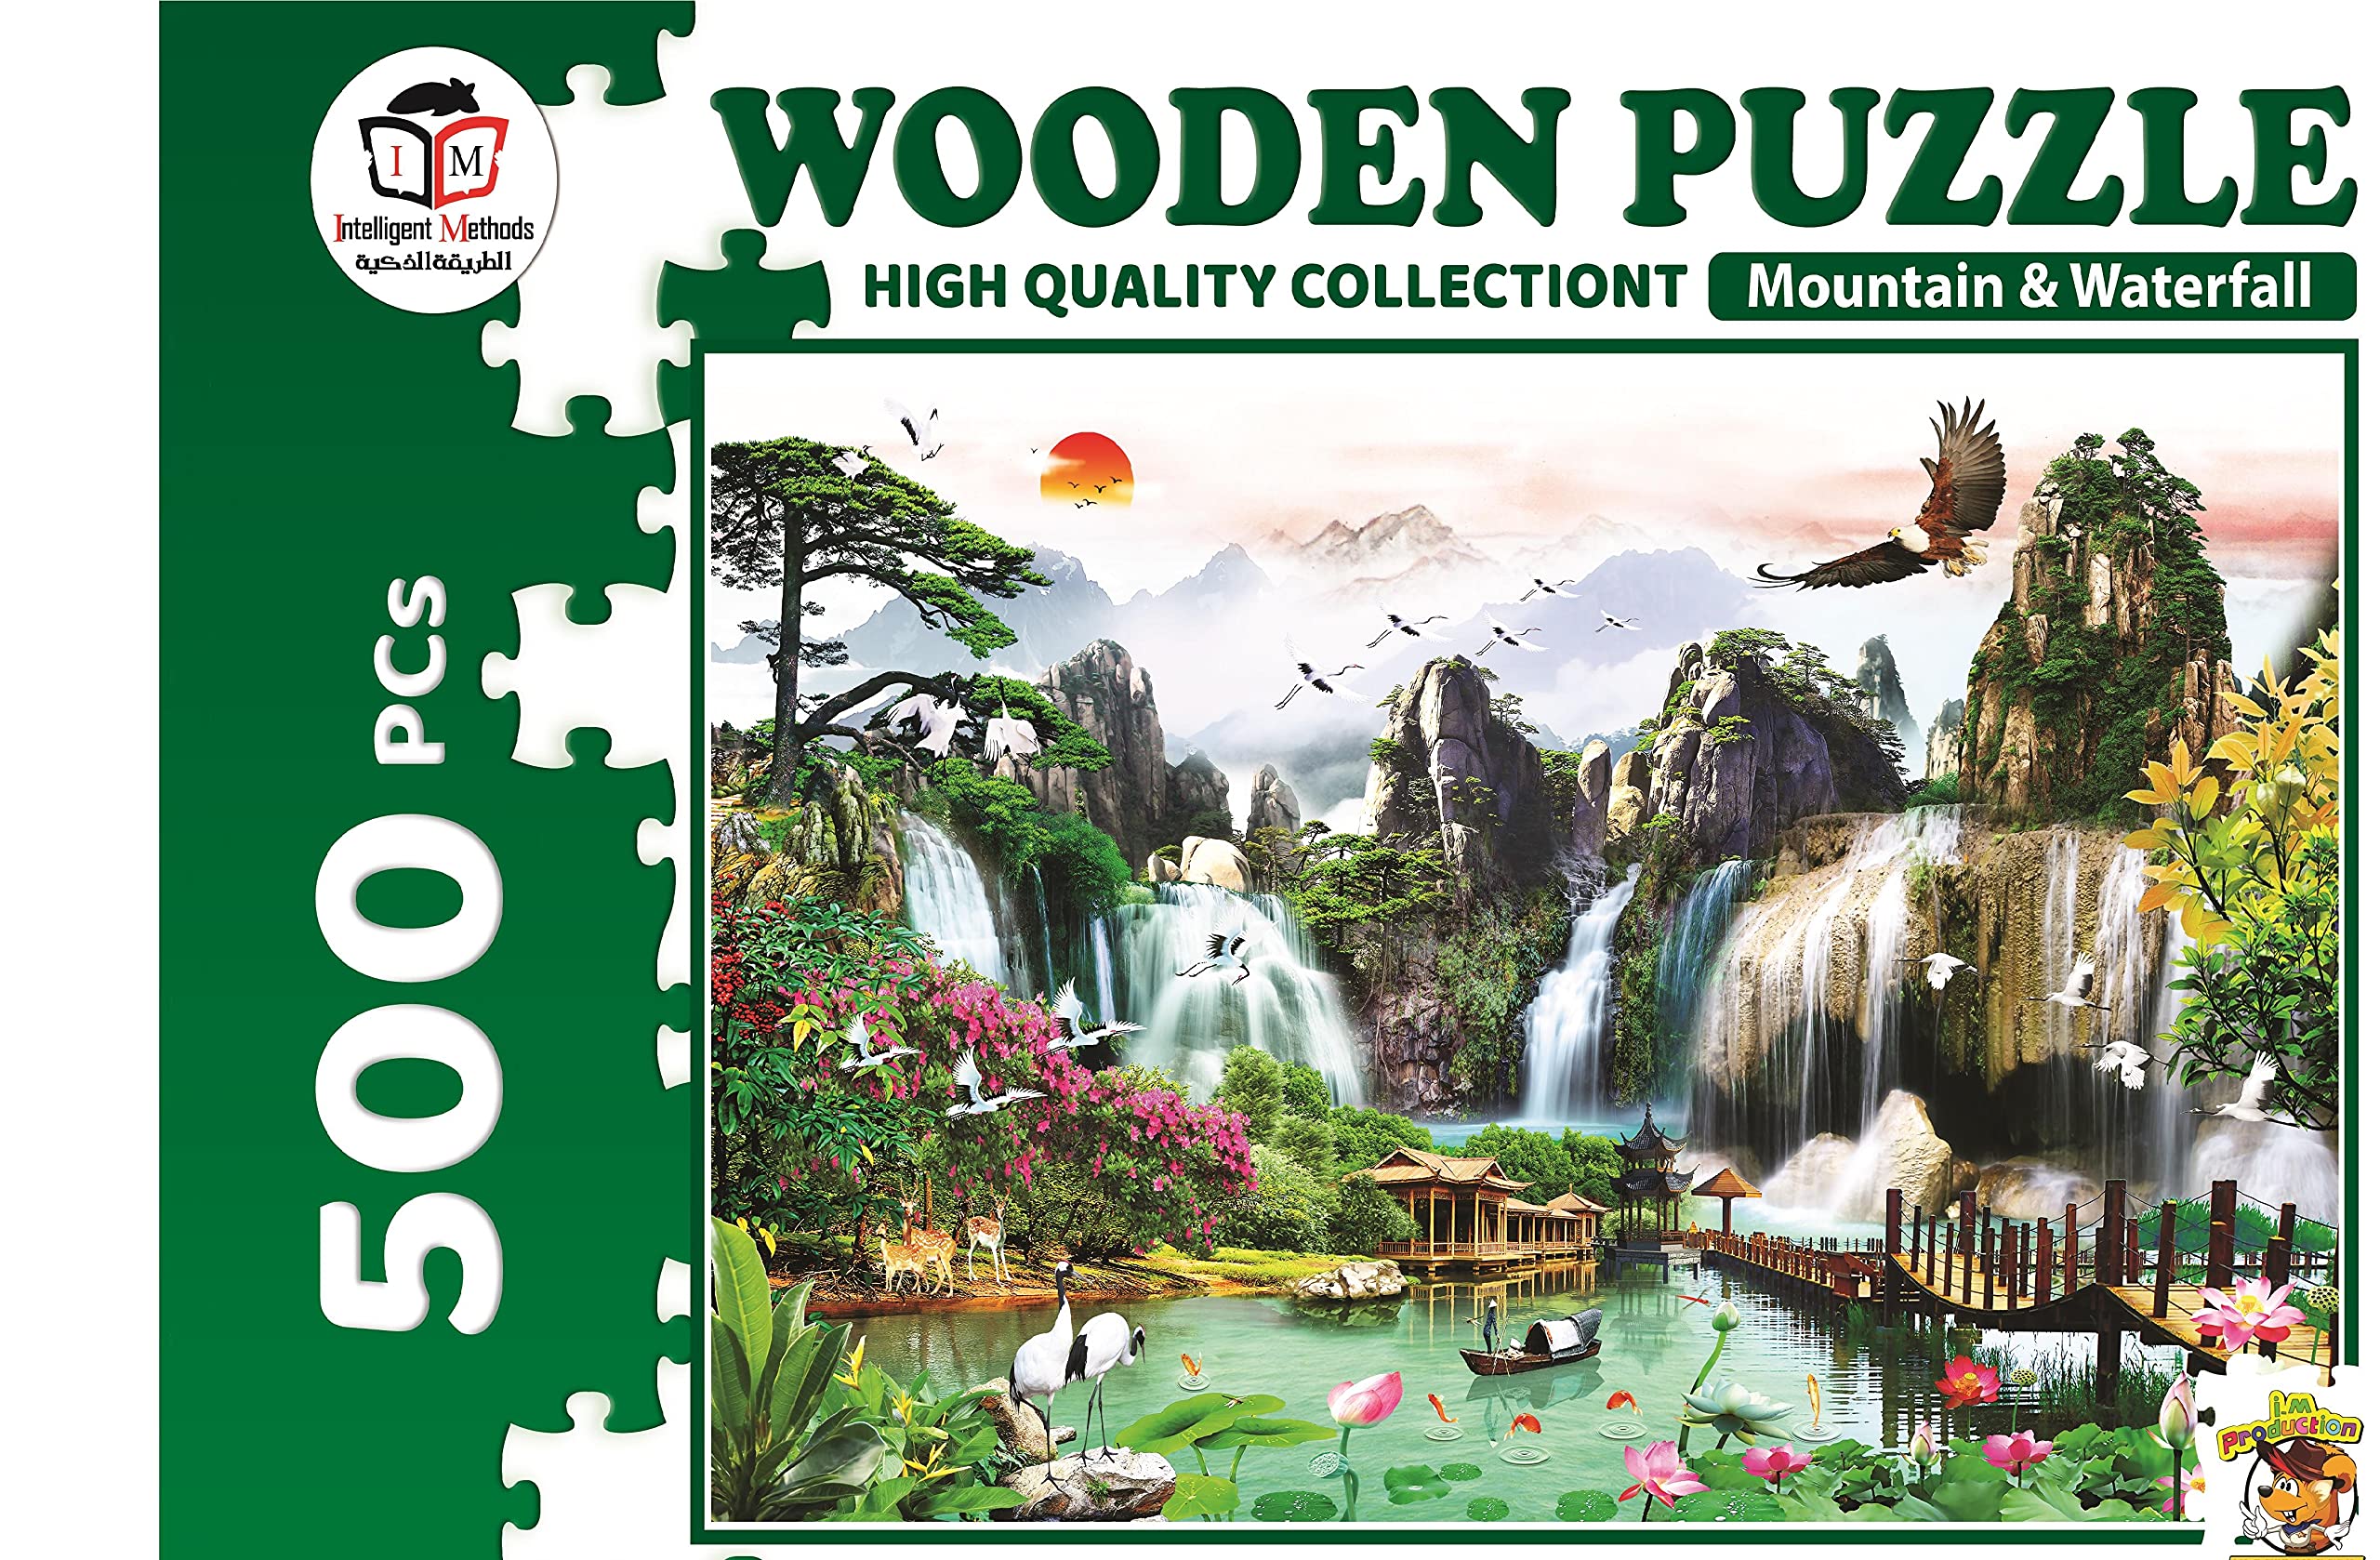 I M
Intelligent Methods
الطريقة الذكية
WOODEN PUZZLE
HIGH QUALITY COLLECTIONT
Mountain & Waterfall
500 PCS
i.m
Production